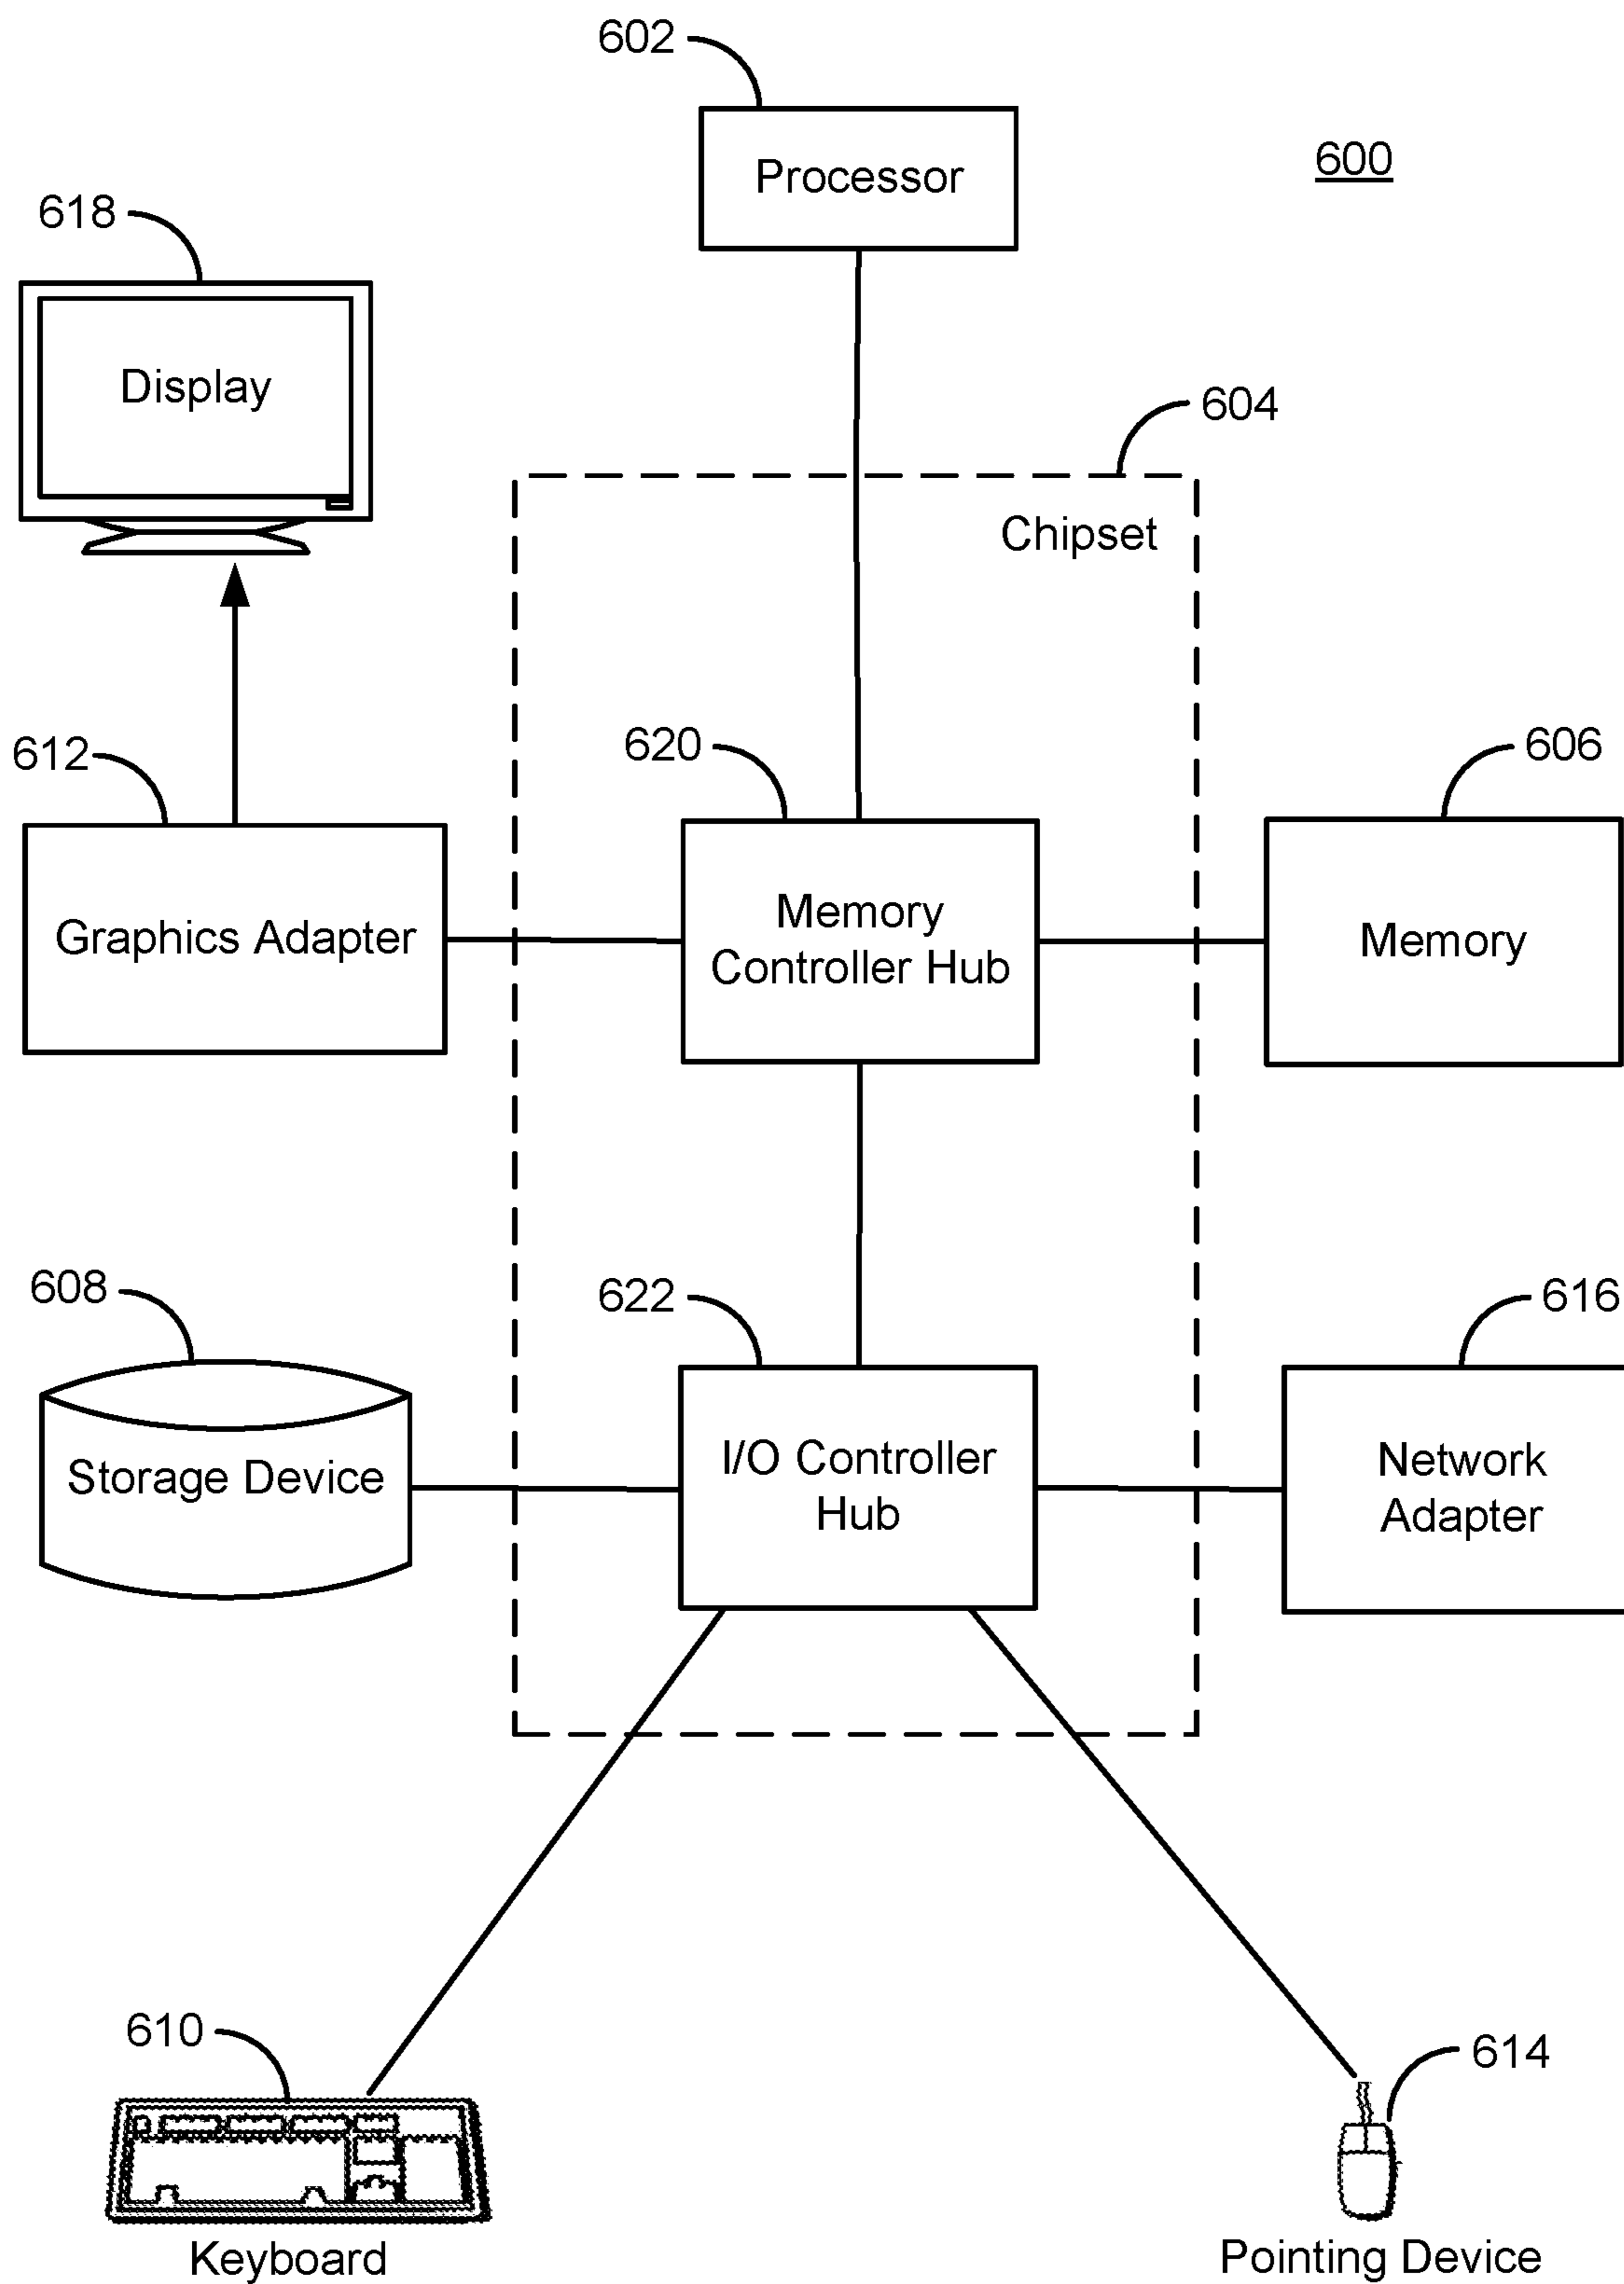 602
Processor
600
618
Display
604
Chipset
612
620
606
Graphics Adapter
Memory
Controller Hub
Memory
608
622
616
Storage Device
I/O Controller
Hub
Network
Adapter
610
614
Keyboard
Pointing Device